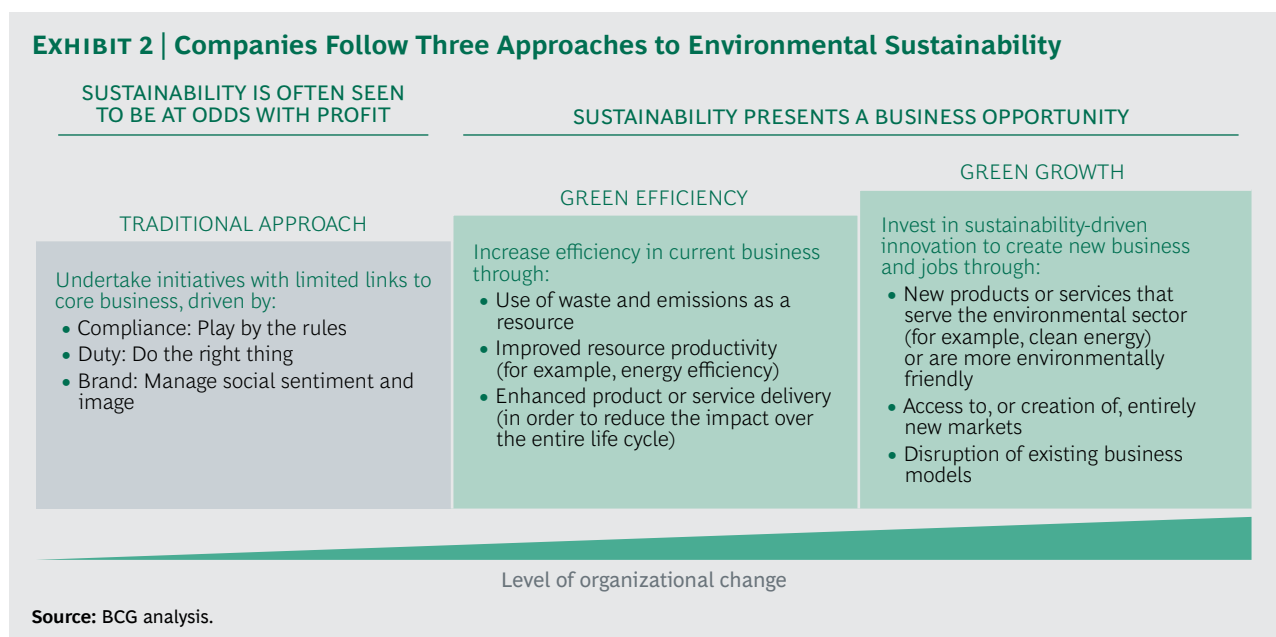 EXHIBIT 2 | Companies Follow Three Approaches to Environmental Sustainability
SUSTAINABILITY IS OFTEN SEEN
TO BE AT ODDS WITH PROFIT
SUSTAINABILITY PRESENTS A BUSINESS OPPORTUNITY
TRADITIONAL APPROACH
Undertake initiatives with limited links to
core business, driven by:
• Compliance: Play by the rules
• Duty: Do the right thing
• Brand: Manage social sentiment and
image
GREEN EFFICIENCY
Increase efficiency in current business
through:
• Use of waste and emissions as a
resource
• Improved resource productivity
(for example, energy efficiency)
• Enhanced product or service delivery
(in order to reduce the impact over
the entire life cycle)
GREEN GROWTH
Invest in sustainability-driven
innovation to create new business
and jobs through:
• New products or services that
serve the environmental sector
(for example, clean energy)
or are more environmentally
friendly
• Access to, or creation of, entirely
new markets
• Disruption of existing business
models
Level of organizational change
Source: BCG analysis.